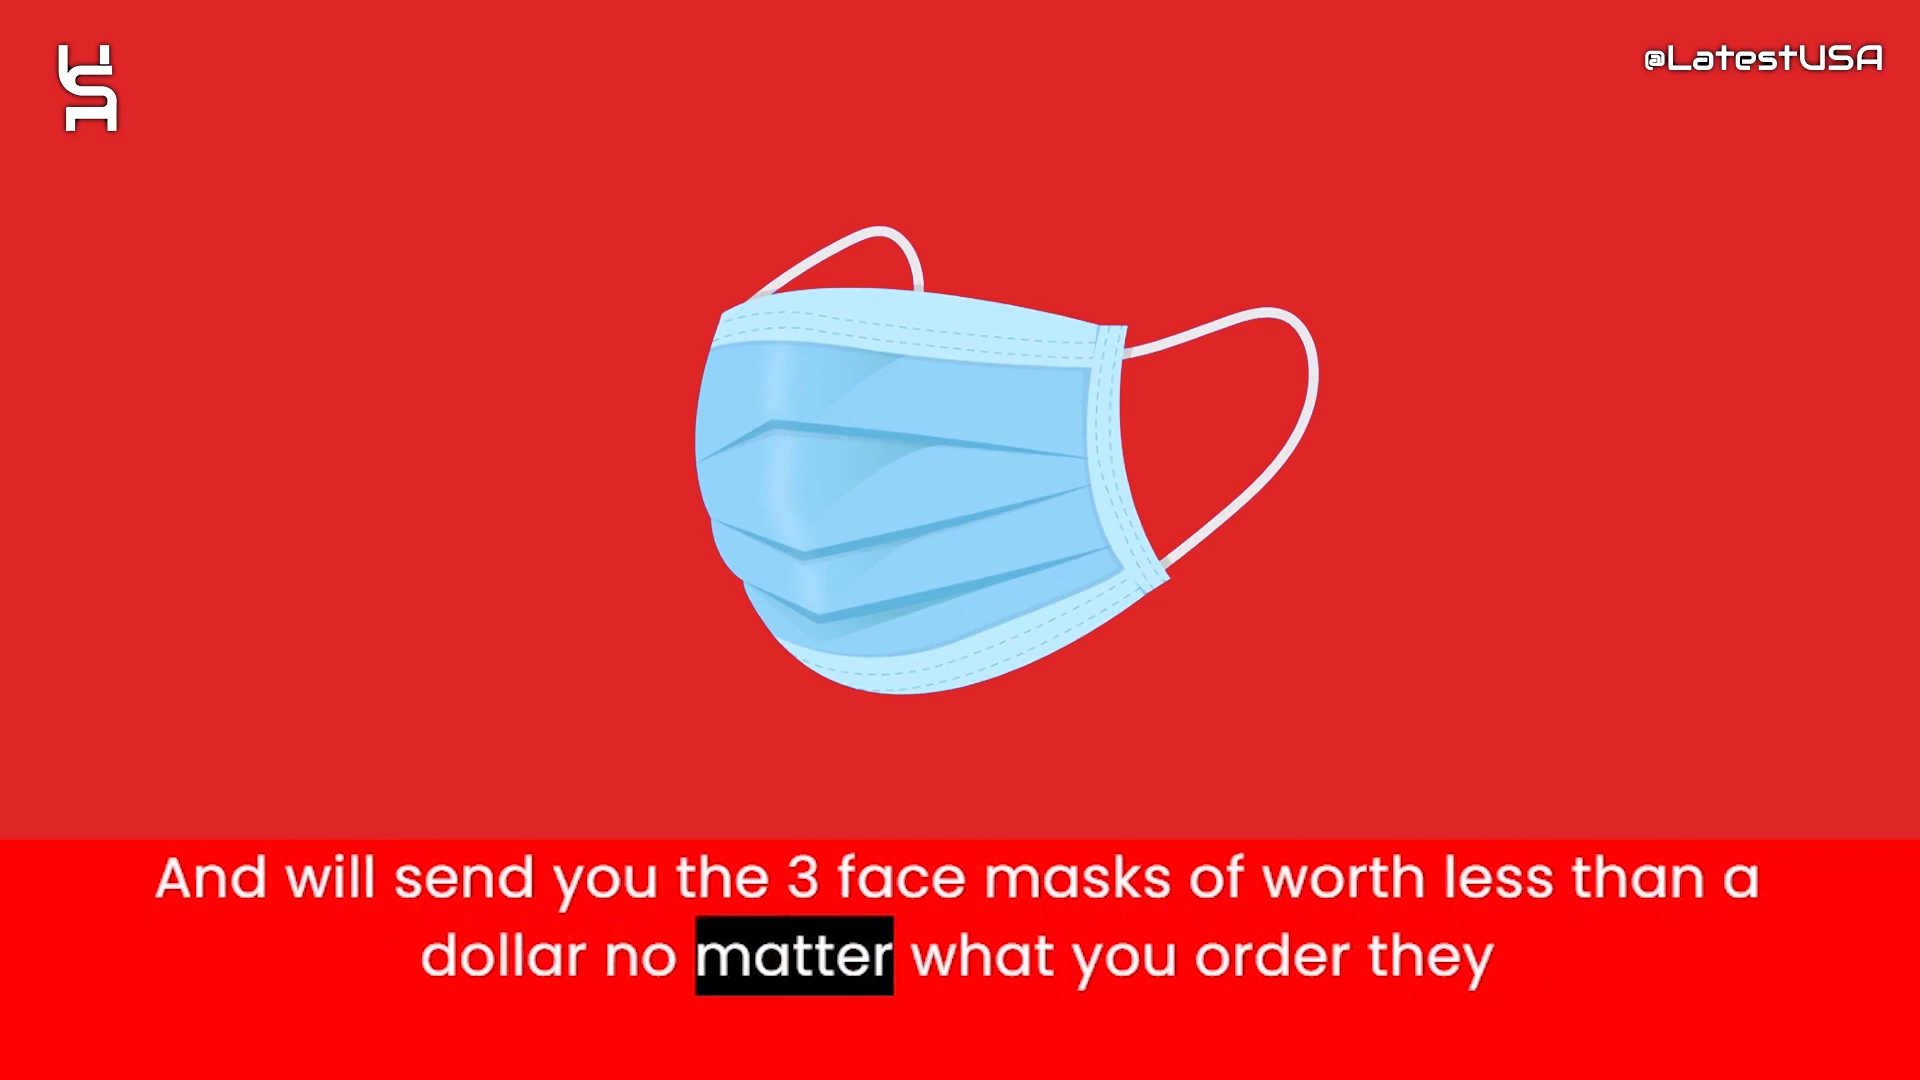 USA
@LatestUSA
And will send you the 3 face masks of worth less than a
dollar no matter what you order they